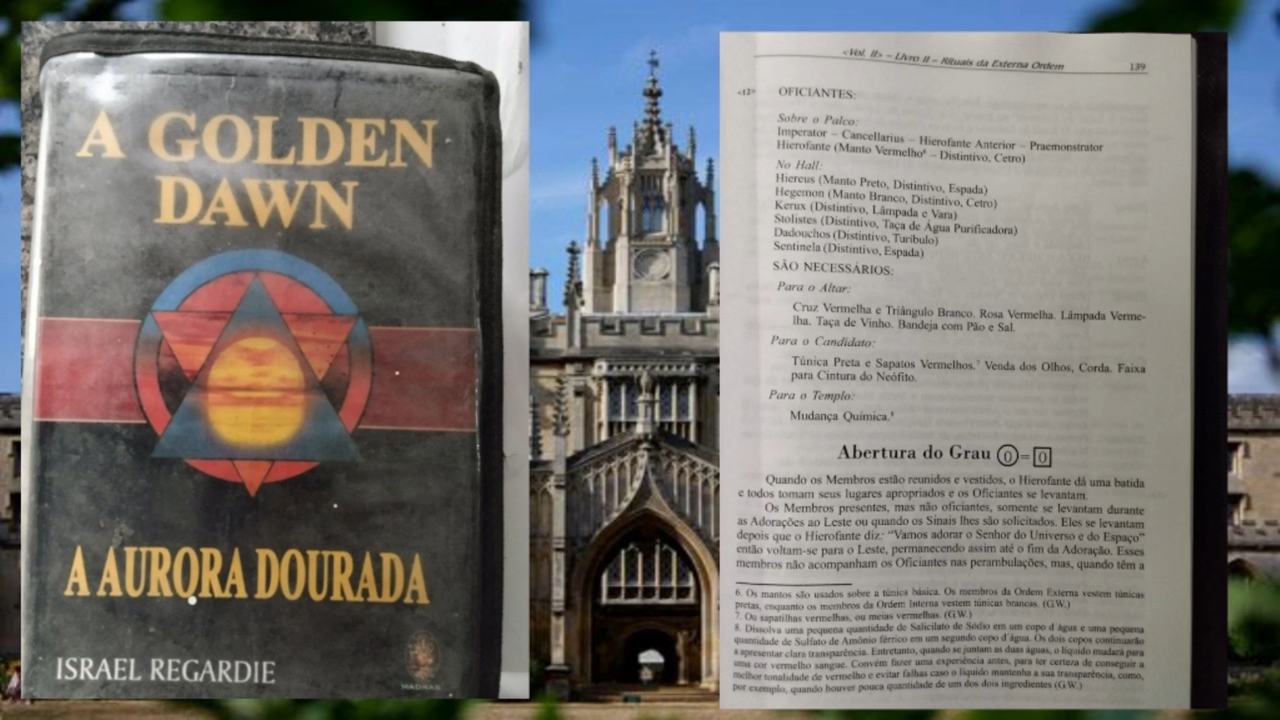 A GOLDEN
DAWN
A AURORA DOURADA
ISRAEL REGARDIE
MADRAS
<Vol. II> – Livro II – Rituais da Externa Ordem 139
<12> OFICIANTES:
Sobre o Palco:
Imperator – Cancellarius – Hierofante Anterior – Praemonstrator
Hierofante (Manto Vermelho⁶ – Distintivo, Cetro)
No Hall:
Hiereus (Manto Preto, Distintivo, Espada)
Hegemon (Manto Branco, Distintivo, Cetro)
Kerux (Distintivo, Lâmpada e Vara)
Stolistes (Distintivo, Taça de Água Purificadora)
Dadouchos (Distintivo, Turíbulo)
Sentinela (Distintivo, Espada)
SÃO NECESSÁRIOS:
Para o Altar:
Cruz Vermelha e Triângulo Branco. Rosa Vermelha. Lâmpada Verme-
lha. Taça de Vinho. Bandeja com Pão e Sal.
Para o Candidato:
Túnica Preta e Sapatos Vermelhos.⁷ Venda dos Olhos, Corda. Faixa
para Cintura do Neófito.
Para o Templo:
Mudança Química.⁸
Abertura do Grau 0=0
Quando os Membros estão reunidos e vestidos, o Hierofante dá uma batida
e todos tomam seus lugares apropriados e os Oficiantes se levantam.
Os Membros presentes, mas não oficiantes, somente se levantam durante
as Adorações ao Leste ou quando os Sinais lhes são solicitados. Eles se levantam
depois que o Hierofante diz: “Vamos adorar o Senhor do Universo e do Espaço”
então voltam-se para o Leste, permanecendo assim até o fim da Adoração. Esses
membros não acompanham os Oficiantes nas perambulações, mas, quando têm a
6. Os mantos são usados sobre a túnica básica. Os membros da Ordem Externa vestem túnicas
pretas, enquanto os membros da Ordem Interna vestem túnicas brancas. (G.W.)
7. Ou sapatilhas vermelhas, ou meias vermelhas. (G.W.)
8. Dissolva uma pequena quantidade de Salicilato de Sódio em um copo d´água e uma pequena
quantidade de Sulfato de Amônio férrico em um segundo copo d´água. Os dois copos continuarão
a apresentar clara transparência. Entretanto, quando se juntam as duas águas, o líquido mudará para
uma cor vermelho sangue. Convém fazer uma experiência antes, para ter certeza de conseguir a
melhor tonalidade de vermelho e evitar falhas caso o líquido mantenha a sua transparência, como,
por exemplo, quando houver pouca quantidade de um dos dois ingredientes (G.W.)